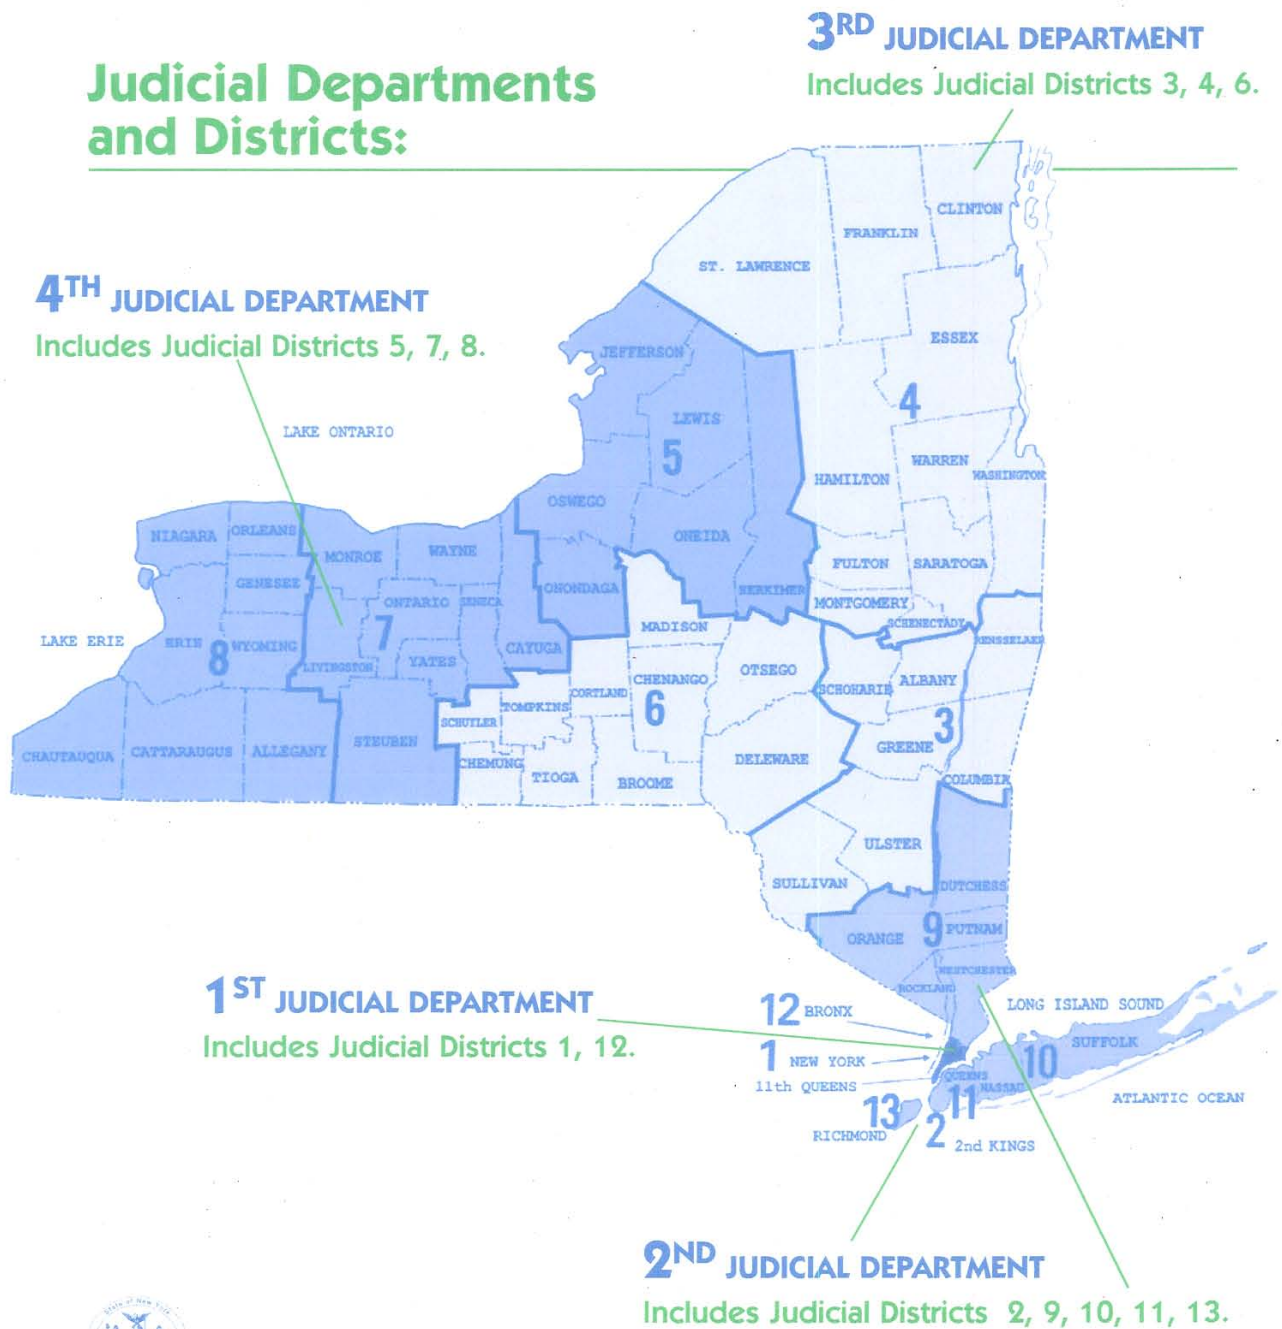 3RD JUDICIAL DEPARTMENT
Includes Judicial Districts 3, 4, 6.
Judicial Departments
and Districts:
4TH JUDICIAL DEPARTMENT
Includes Judicial Districts 5, 7, 8.
CLINTON
FRANKLIN
ST. LAWRENCE
ESSEX
JEFFERSON
4
LEWIS
LAKE ONTARIO
5
WARREN
WASHINGTON
HAMILTON
OSWEGO
NIAGARA
ORLEANS
MONROE
WAYNE
ONEIDA
FULTON
SARATOGA
GENESEE
ONTARIO
SENECA
ONONDAGA
HERKIMER
MONTGOMERY
SCHENECTADY
MADISON
RENSSELAER
LAKE ERIE
ERIE
8
WYOMING
7
LIVINGSTON
YATES
CAYUGA
OTSEGO
CHENANGO
SCHOHARIE
ALBANY
CORTLAND
TOMPKINS
6
SCHUYLER
3
GREENE
CHAUTAUQUA
CATTARAUGUS
ALLEGANY
STEUBEN
CHEMUNG
TIOGA
BROOME
DELEWARE
COLUMBIA
ULSTER
SULLIVAN
DUTCHESS
ORANGE
9
PUTNAM
WESTCHESTER
ROCKLAND
1ST JUDICIAL DEPARTMENT
Includes Judicial Districts 1, 12.
12 BRONX
LONG ISLAND SOUND
1 NEW YORK
SUFFOLK
10
11th QUEENS
QUEENS
NASSAU
ATLANTIC OCEAN
13
11
RICHMOND
2
2nd KINGS
2ND JUDICIAL DEPARTMENT
Includes Judicial Districts 2, 9, 10, 11, 13.
State of New York